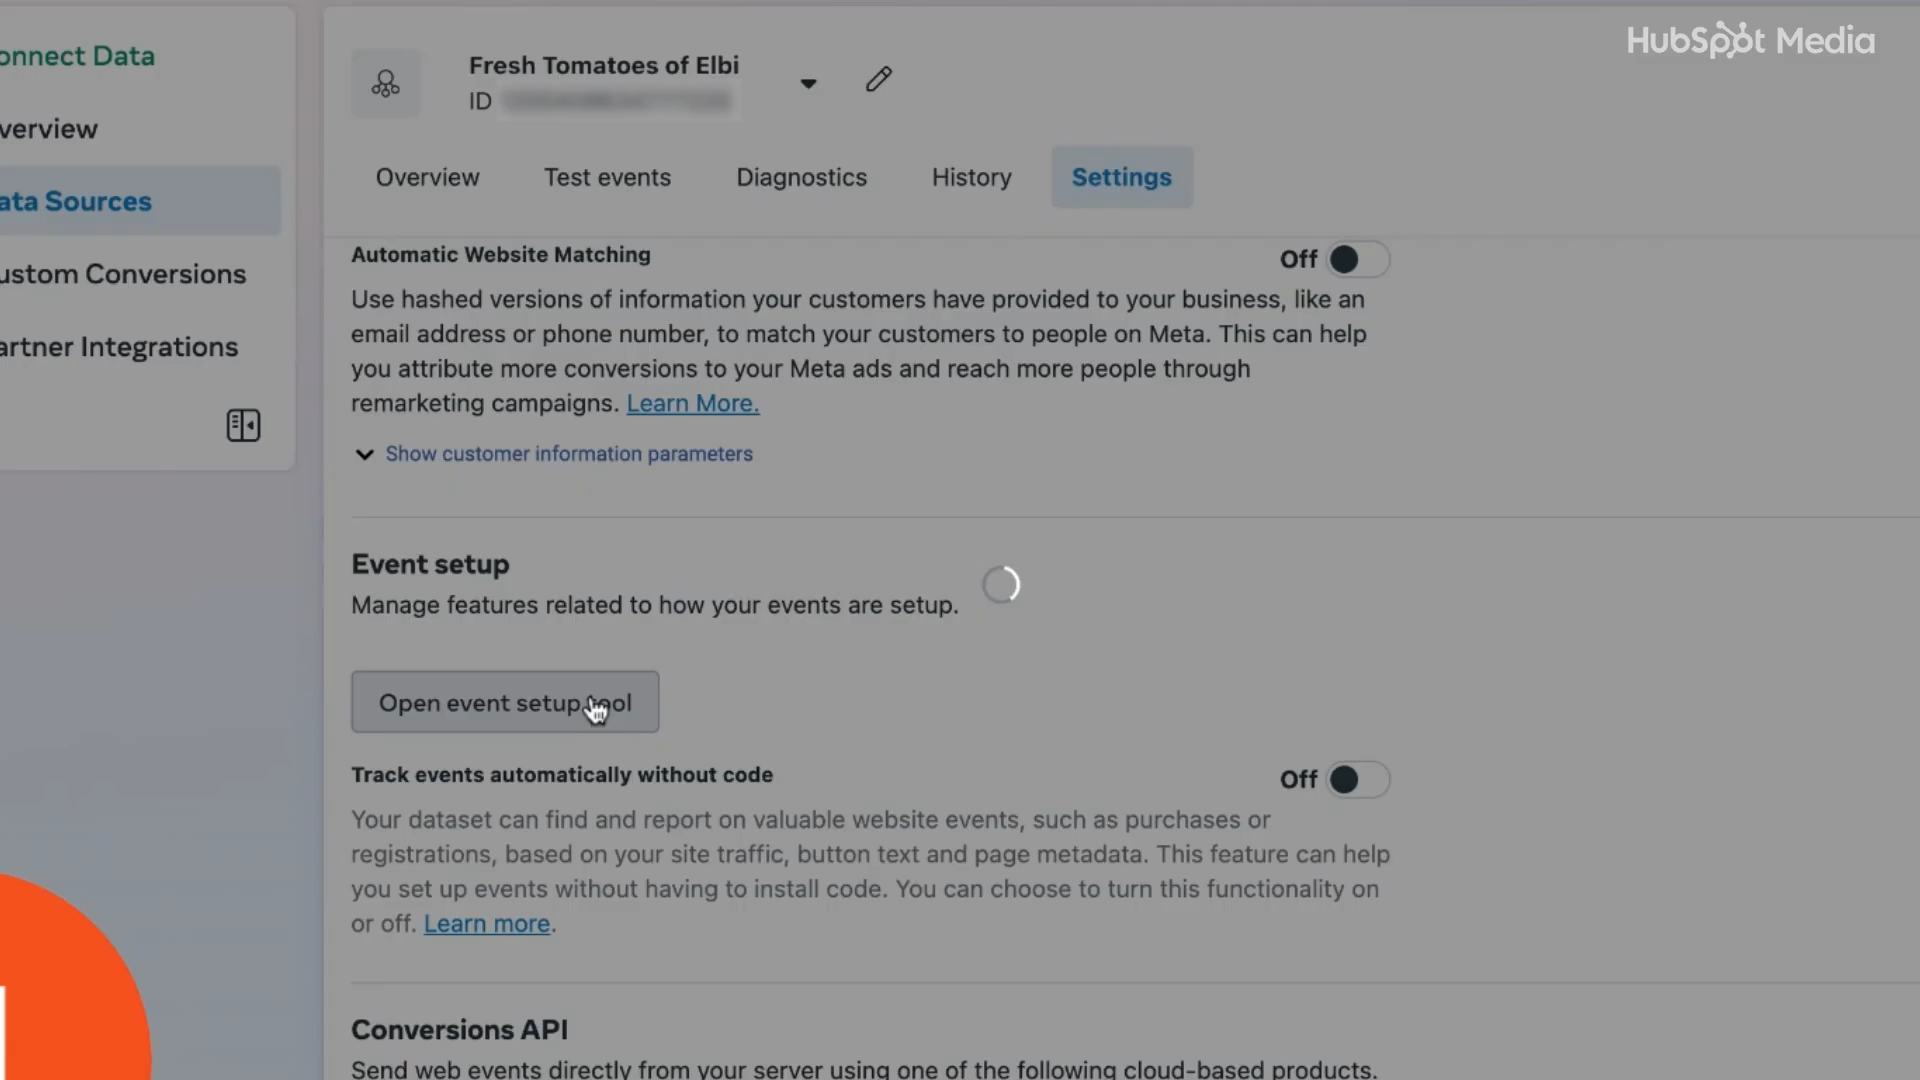 HubSpot Media
onnect Data
verview
ata Sources
ustom Conversions
artner Integrations
Fresh Tomatoes of Elbi
ID
Overview
Test events
Diagnostics
History
Settings
Automatic Website Matching
Off
Use hashed versions of information your customers have provided to your business, like an
email address or phone number, to match your customers to people on Meta. This can help
you attribute more conversions to your Meta ads and reach more people through
remarketing campaigns. Learn More.
Show customer information parameters
Event setup
Manage features related to how your events are setup.
Open event setup tool
Track events automatically without code
Off
Your dataset can find and report on valuable website events, such as purchases or
registrations, based on your site traffic, button text and page metadata. This feature can help
you set up events without having to install code. You can choose to turn this functionality on
or off. Learn more.
Conversions API
Send web events directly from your server using one of the following cloud-based products.